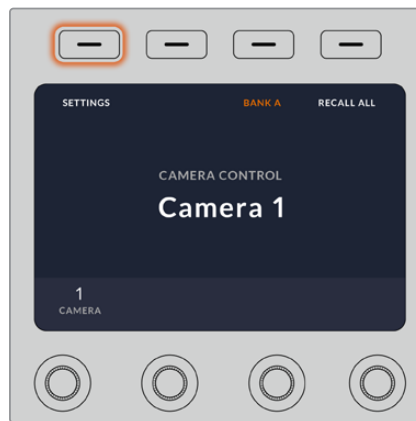 SETTINGS BANK A RECALL ALL
CAMERA CONTROL
Camera 1
1
CAMERA